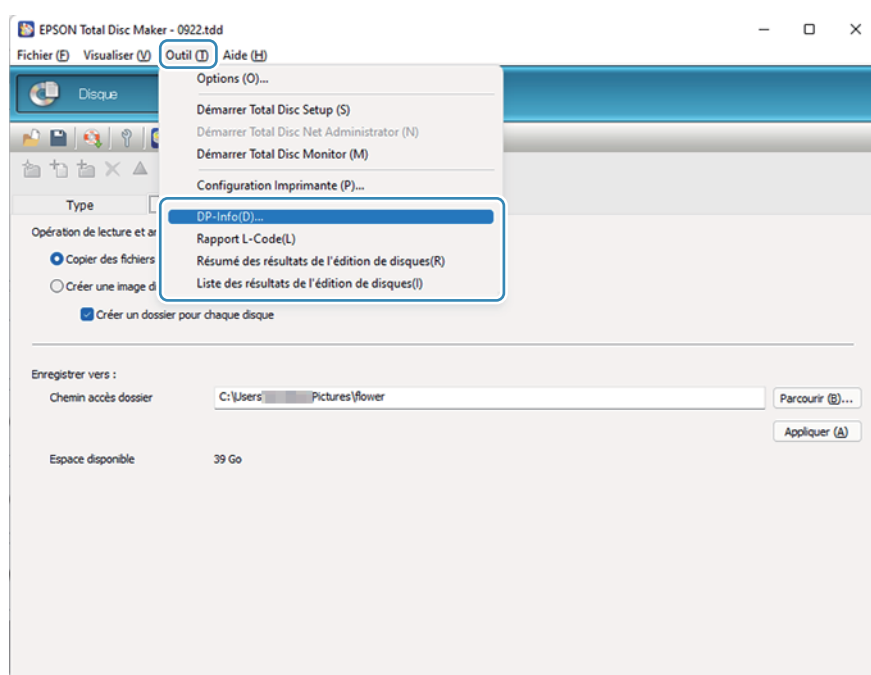 EPSON Total Disc Maker - 0922.tdd
Fichier (F) Visualiser (V) Outil (T) Aide (H)
Disque
Options (O)...
Démarrer Total Disc Setup (S)
Démarrer Total Disc Net Administrator (N)
Démarrer Total Disc Monitor (M)
Configuration Imprimante (P)...
Type
DP-Info(D)...
Opération de lecture et
Rapport L-Code(L)
Copier des fichiers
Résumé des résultats de l'édition de disques(R)
Créer une image
Liste des résultats de l'édition de disques(I)
Créer un dossier pour chaque disque
Enregistrer vers :
Chemin accès dossier C:\Users Pictures\flower Parcourir (B)...
Appliquer (A)
Espace disponible 39 Go